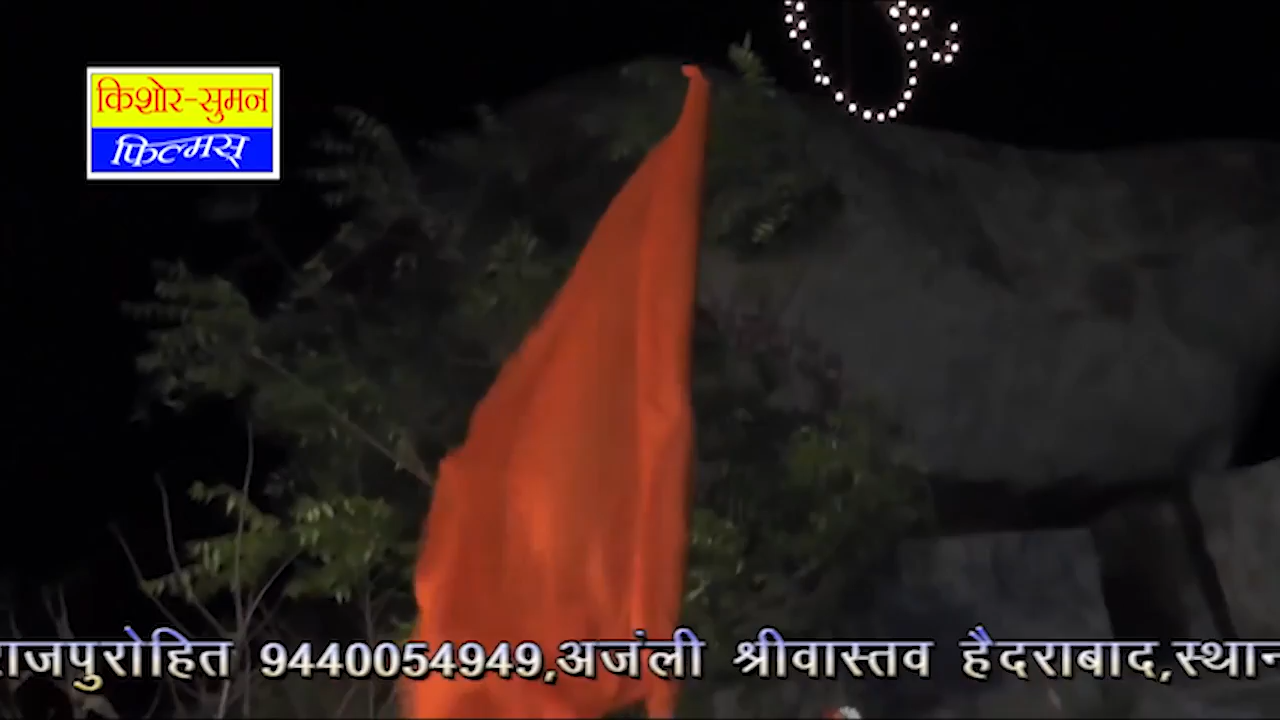 किशोर-सुमन
फिल्मस्
राजपुरोहित 9440054949,अजंली श्रीवास्तव हैदराबाद,स्थान